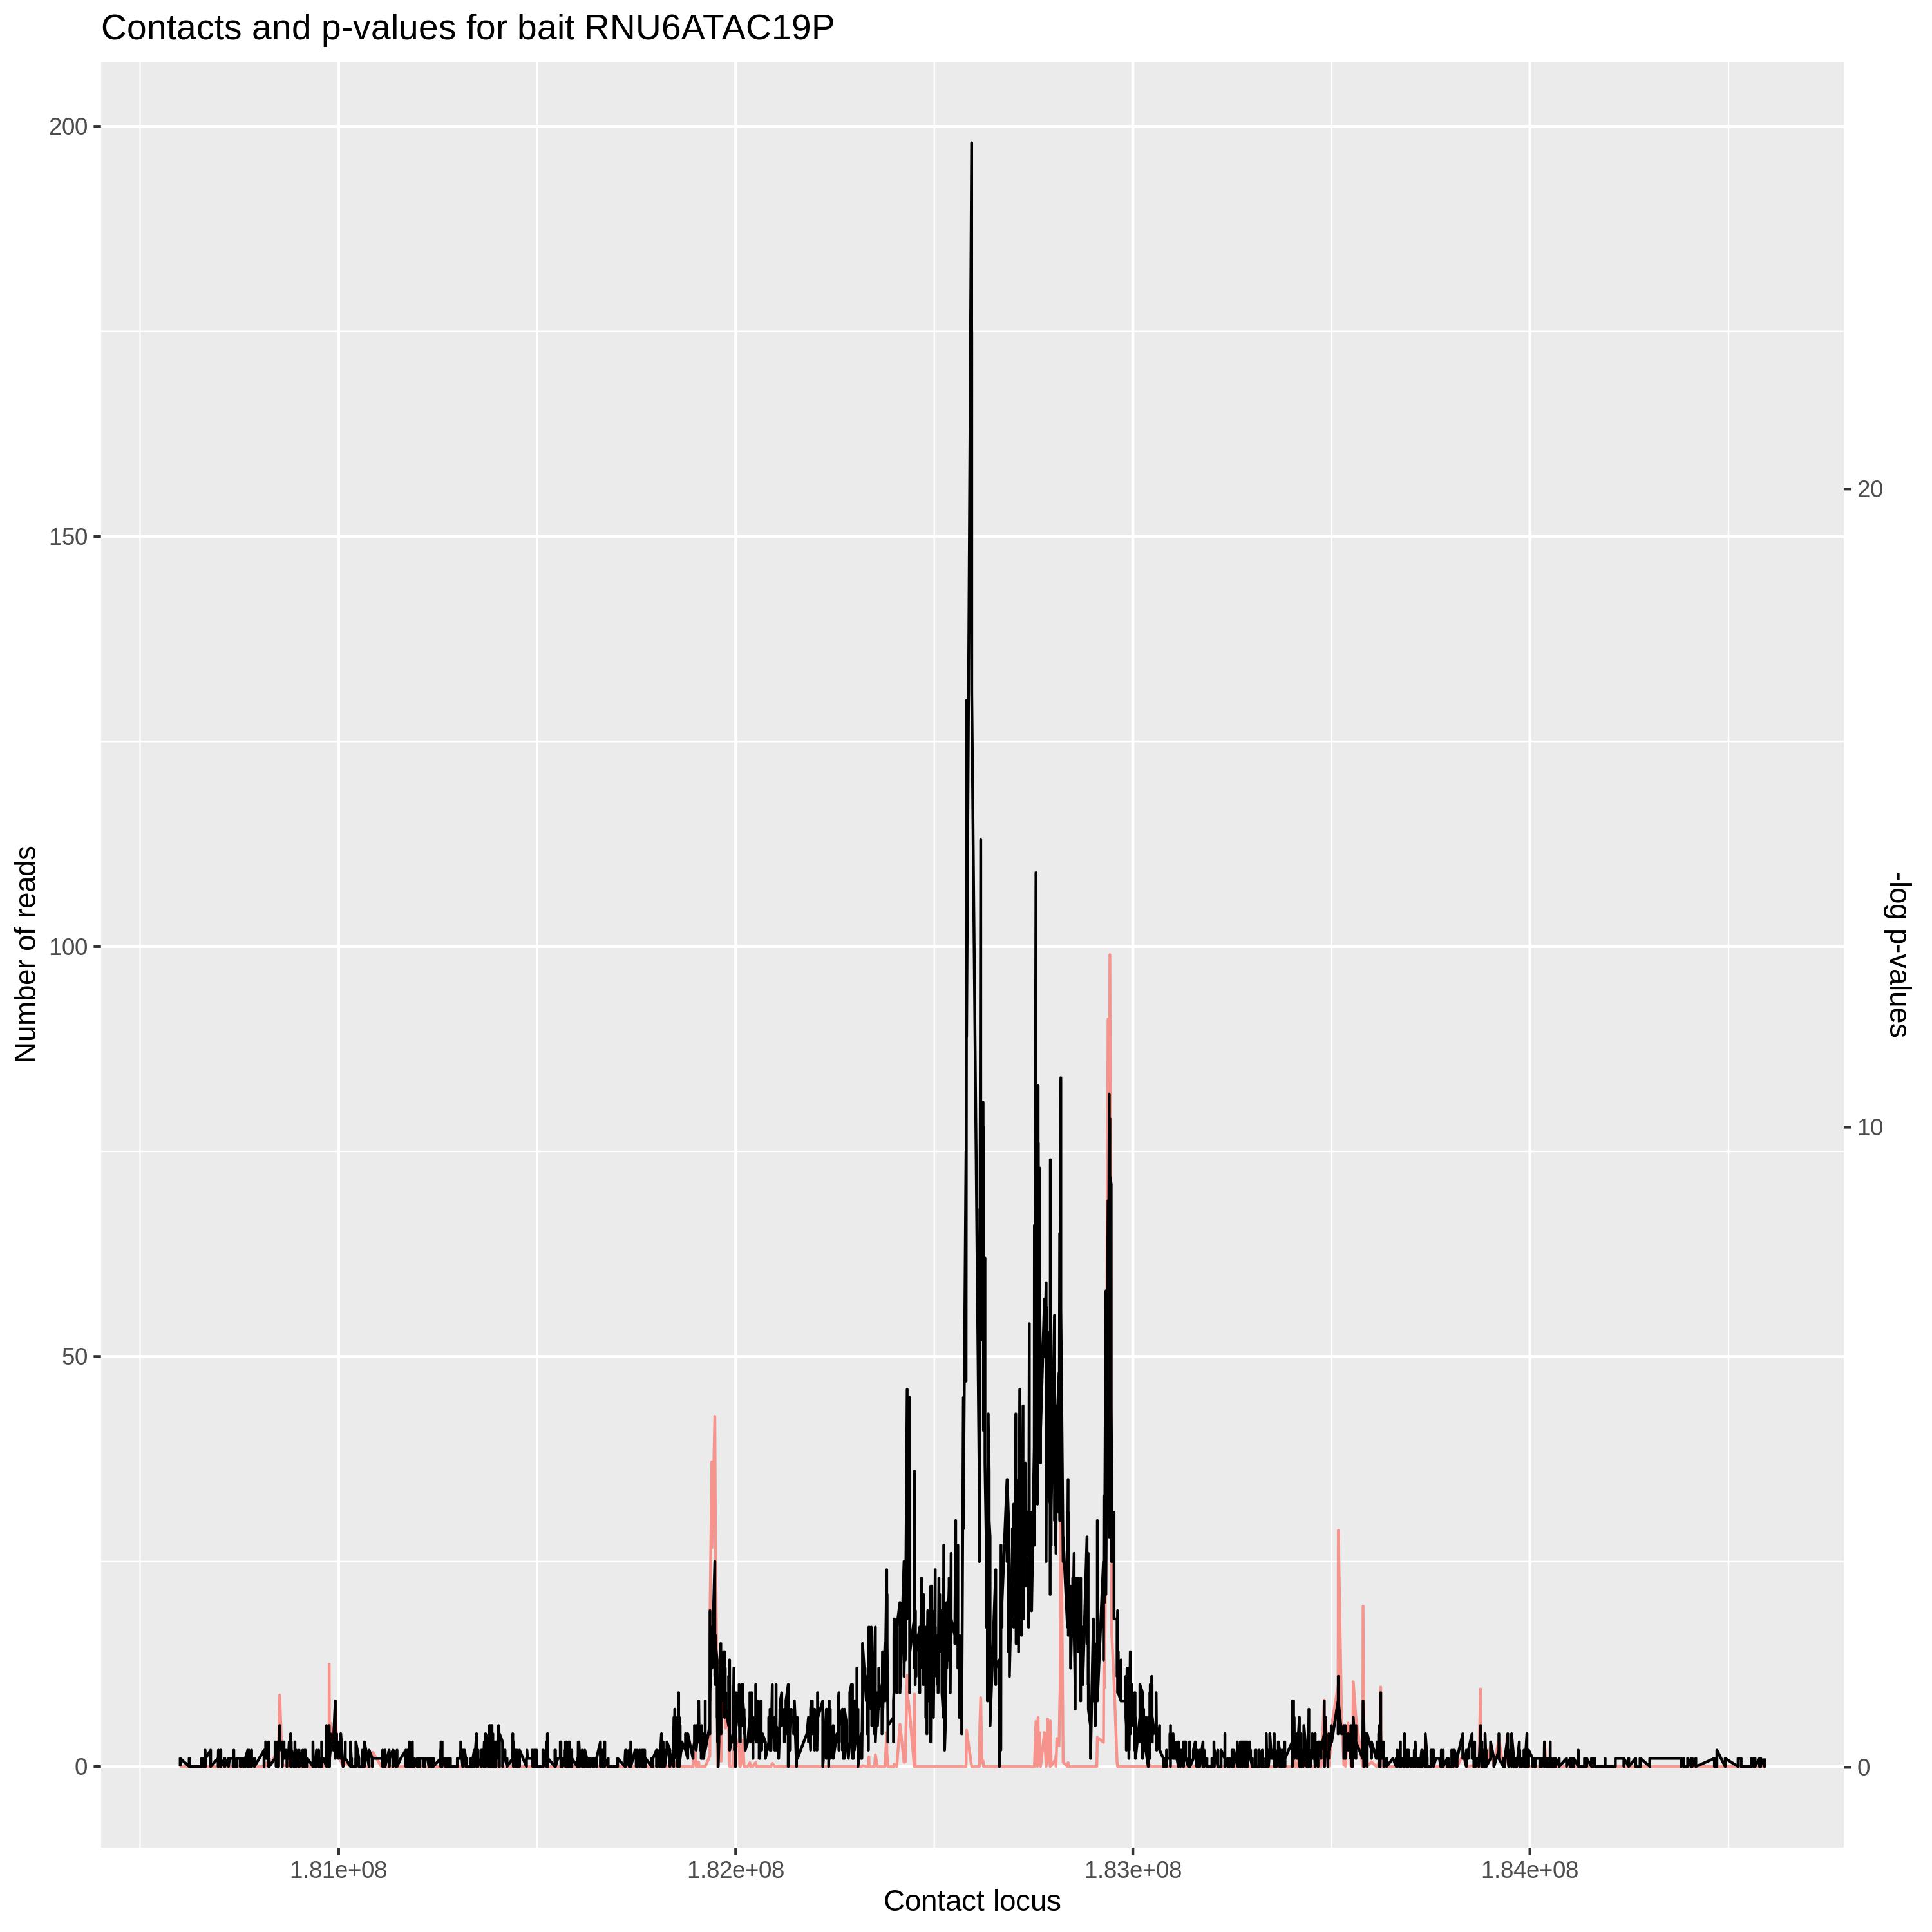 Contacts and p-values for bait RNU6ATAC19P
200
150
100
50
0
Number of reads
20
10
0
-log p-values
1.81e+08
1.82e+08
1.83e+08
1.84e+08
Contact locus